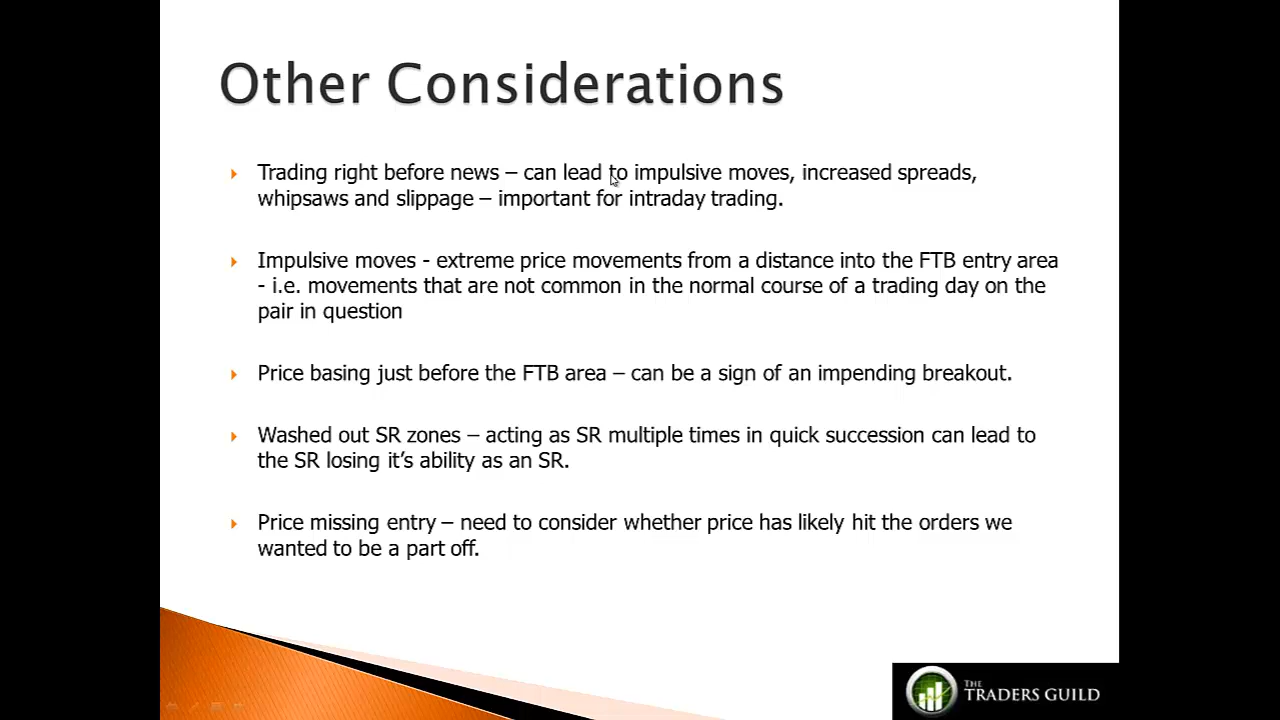 Other Considerations
Trading right before news – can lead to impulsive moves, increased spreads,
whipsaws and slippage – important for intraday trading.
Impulsive moves - extreme price movements from a distance into the FTB entry area
- i.e. movements that are not common in the normal course of a trading day on the
pair in question
Price basing just before the FTB area – can be a sign of an impending breakout.
Washed out SR zones – acting as SR multiple times in quick succession can lead to
the SR losing it’s ability as an SR.
Price missing entry – need to consider whether price has likely hit the orders we
wanted to be a part off.
THE
TRADERS GUILD